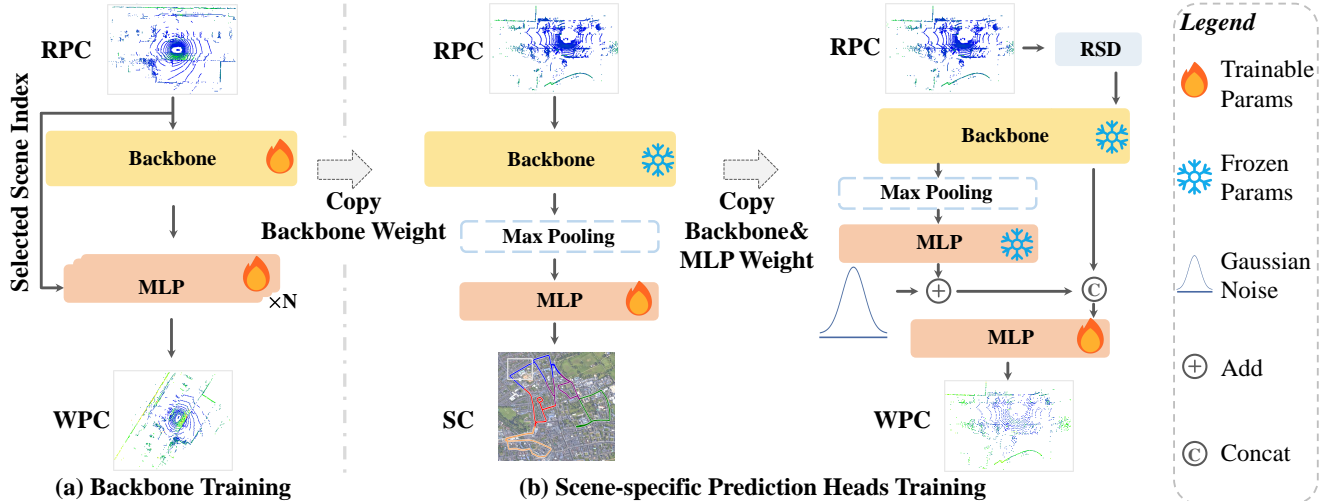 RPC
Selected Scene Index
Backbone
MLP
×N
WPC
(a) Backbone Training
Copy
Backbone Weight
RPC
Backbone
Max Pooling
MLP
SC
Copy
Backbone&
MLP Weight
RPC
RSD
Backbone
Max Pooling
MLP
+
C
MLP
WPC
(b) Scene-specific Prediction Heads Training
Legend
Trainable
Params
Frozen
Params
Gaussian
Noise
+
Add
C
Concat